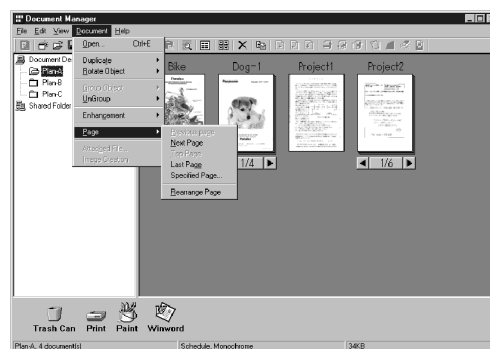 Document Manager
File Edit View Document Help
Open... Ctrl+E
Duplicate
Rotate Object
Group Object
UnGroup
Enhancement
Page
Attached File...
Image Creation
Previous page
Next Page
Top Page
Last Page
Specified Page...
Rearrange Page
Document De
Plan-A
Plan-B
Plan-C
Shared Folder
Bike Dog-1 Project1 Project2
Panasonic
1/4 1/6
Trash Can Print Paint Winword
Plan-A, 4 document(s) Schedule, Monochrome 34KB